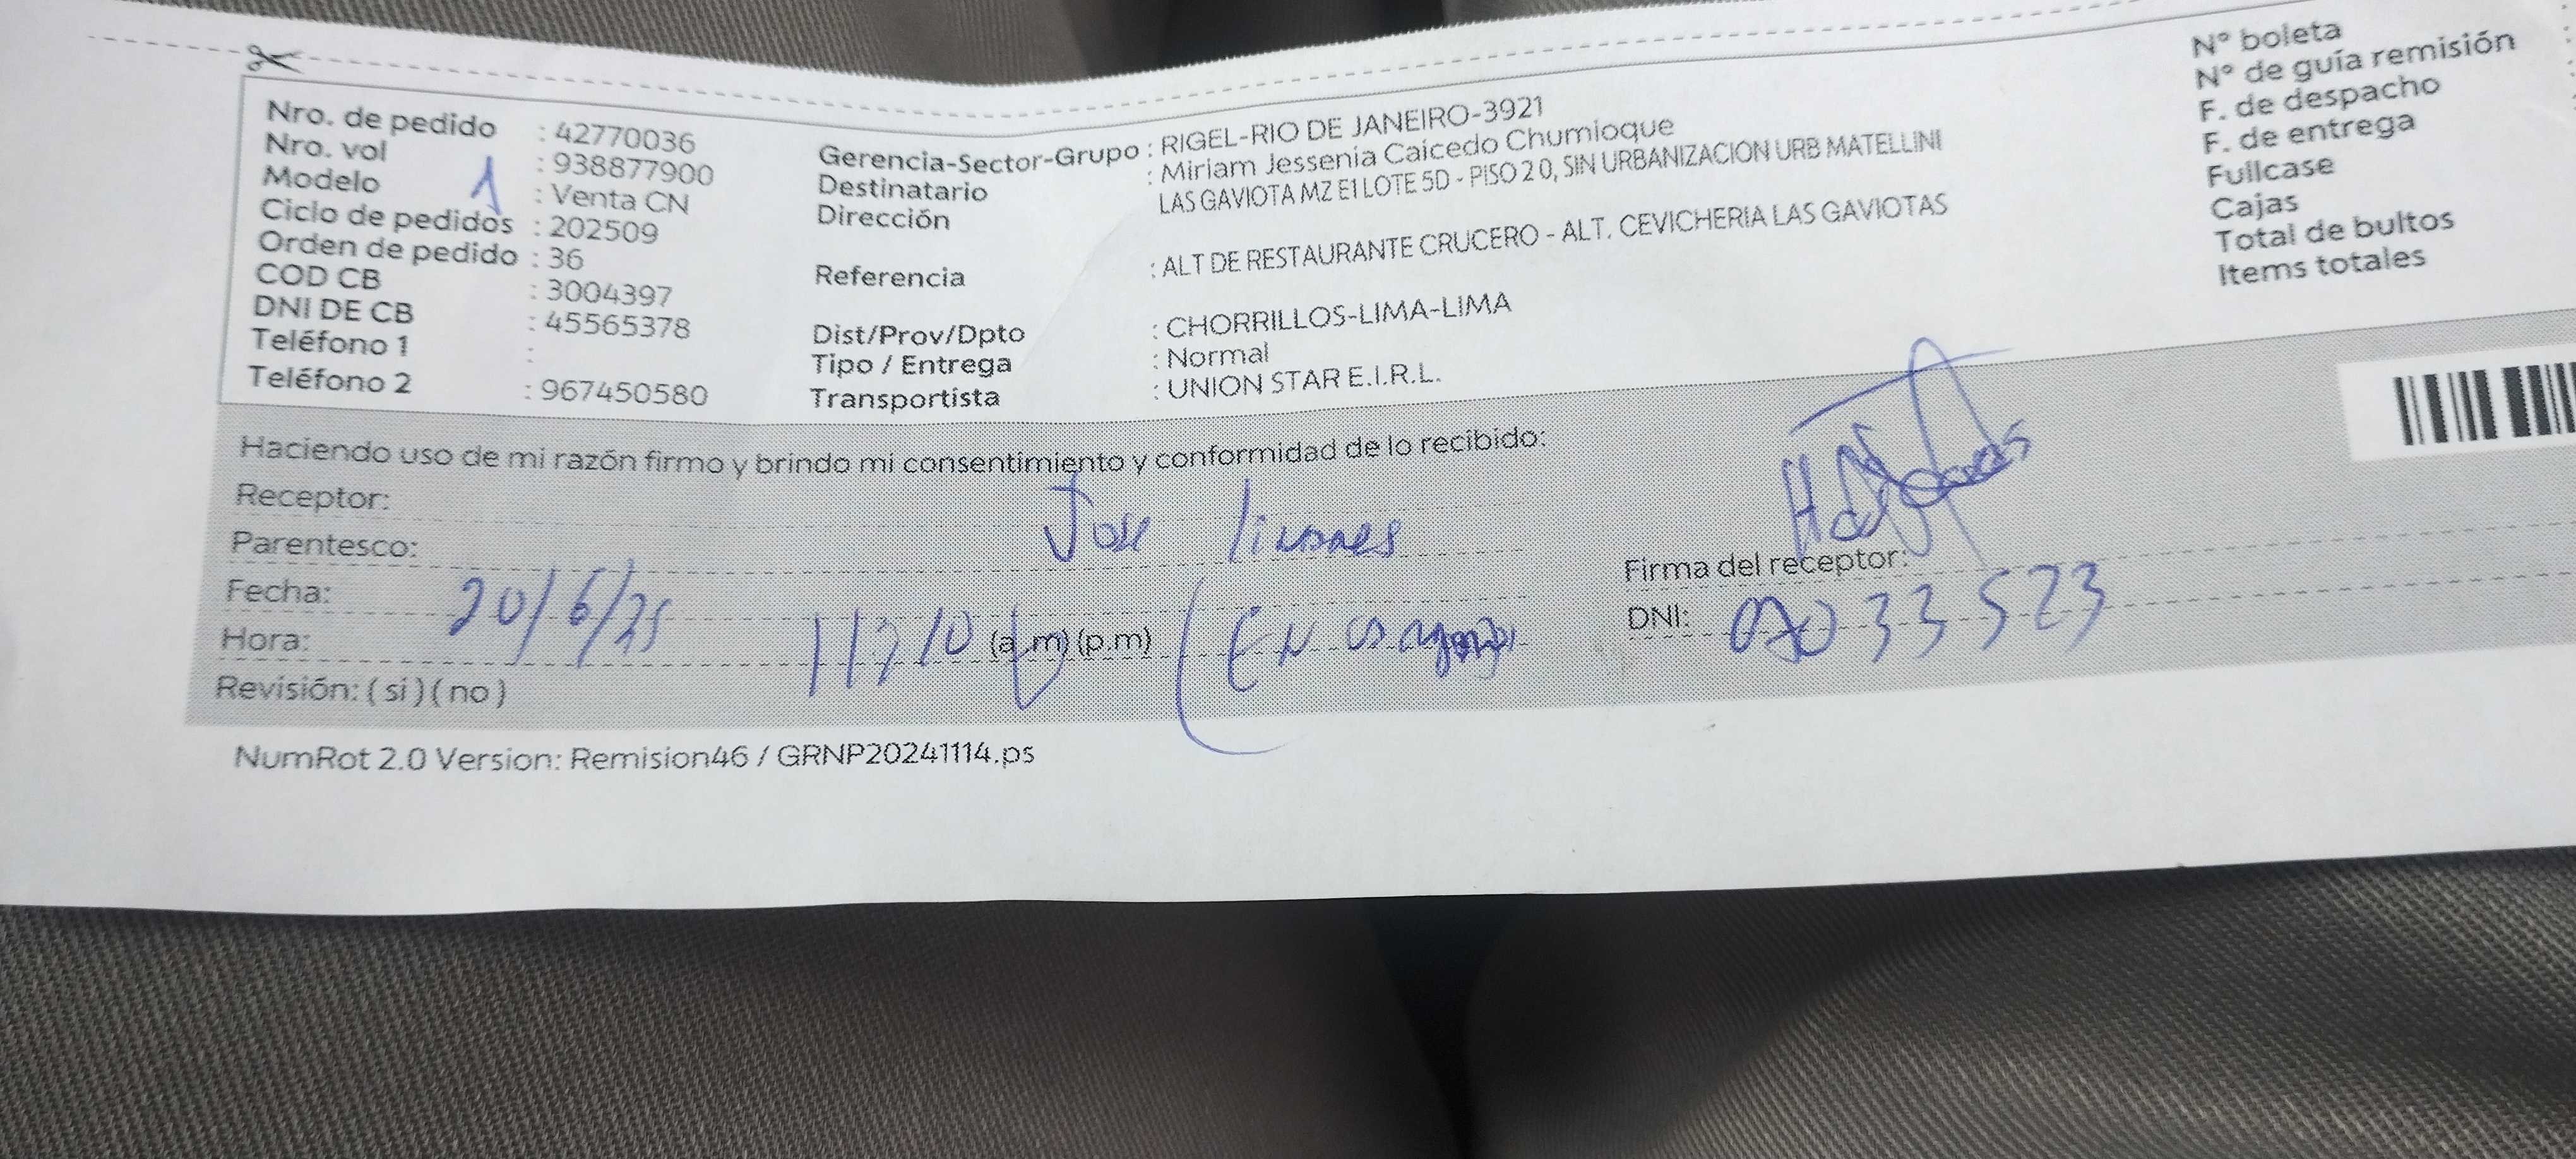 Nro. de pedido : 42770036
Nro. vol : 938877900
Modelo 1 : Venta CN
Ciclo de pedidos : 202509
Orden de pedido : 36
COD CB : 3004397
DNI DE CB : 45565378
Teléfono 1 :
Teléfono 2 : 967450580
Gerencia-Sector-Grupo : RIGEL-RIO DE JANEIRO-3921
Destinatario : Miriam Jessenia Caicedo Chumioque
Dirección LAS GAVIOTA MZ E1 LOTE 5D - PISO 2 0, SIN URBANIZACION URB MATELLINI
Referencia : ALT DE RESTAURANTE CRUCERO - ALT. CEVICHERIA LAS GAVIOTAS
Dist/Prov/Dpto : CHORRILLOS-LIMA-LIMA
Tipo / Entrega : Normal
Transportista : UNION STAR E.I.R.L.
N° boleta
N° de guía remisión
F. de despacho
F. de entrega
Fullcase
Cajas
Total de bultos
Items totales
Haciendo uso de mi razón firmo y brindo mi consentimiento y conformidad de lo recibido:
Receptor:
Parentesco: Jose
Fecha: 20/6/25
Hora: (a.m) (p.m)
Revisión: ( si ) ( no )
Firma del receptor:
DNI:
NumRot 2.0 Version: Remision46 / GRNP20241114.ps